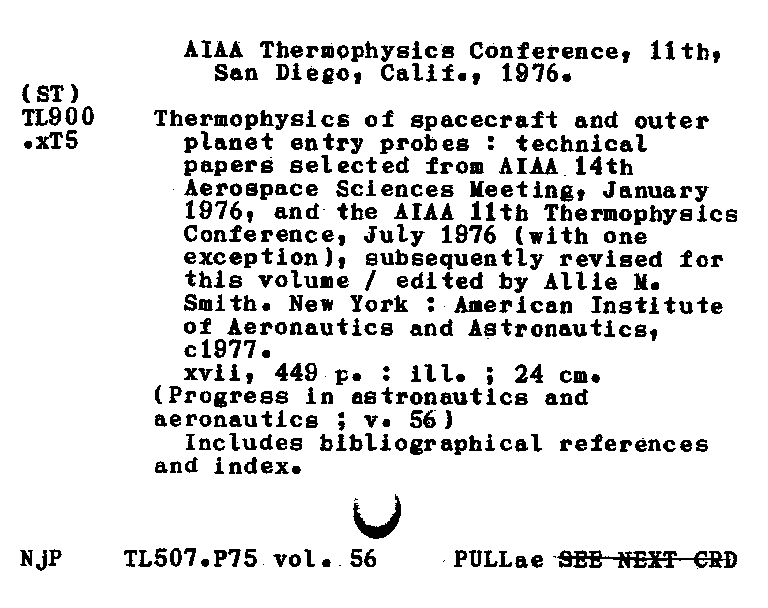 AIAA Thermophysics Conference, 11th,
San Diego, Calif., 1976.
(ST)
TL900
.xT5
Thermophysics of spacecraft and outer
planet entry probes : technical
papers selected from AIAA 14th
Aerospace Sciences Meeting, January
1976, and the AIAA 11th Thermophysics
Conference, July 1976 (with one
exception), subsequently revised for
this volume / edited by Allie M.
Smith. New York : American Institute
of Aeronautics and Astronautics,
c1977.
xvii, 449 p. : ill. ; 24 cm.
(Progress in astronautics and
aeronautics ; v. 56)
Includes bibliographical references
and index.
NjP TL507.P75 vol. 56 PULLae SEE NEXT CRD